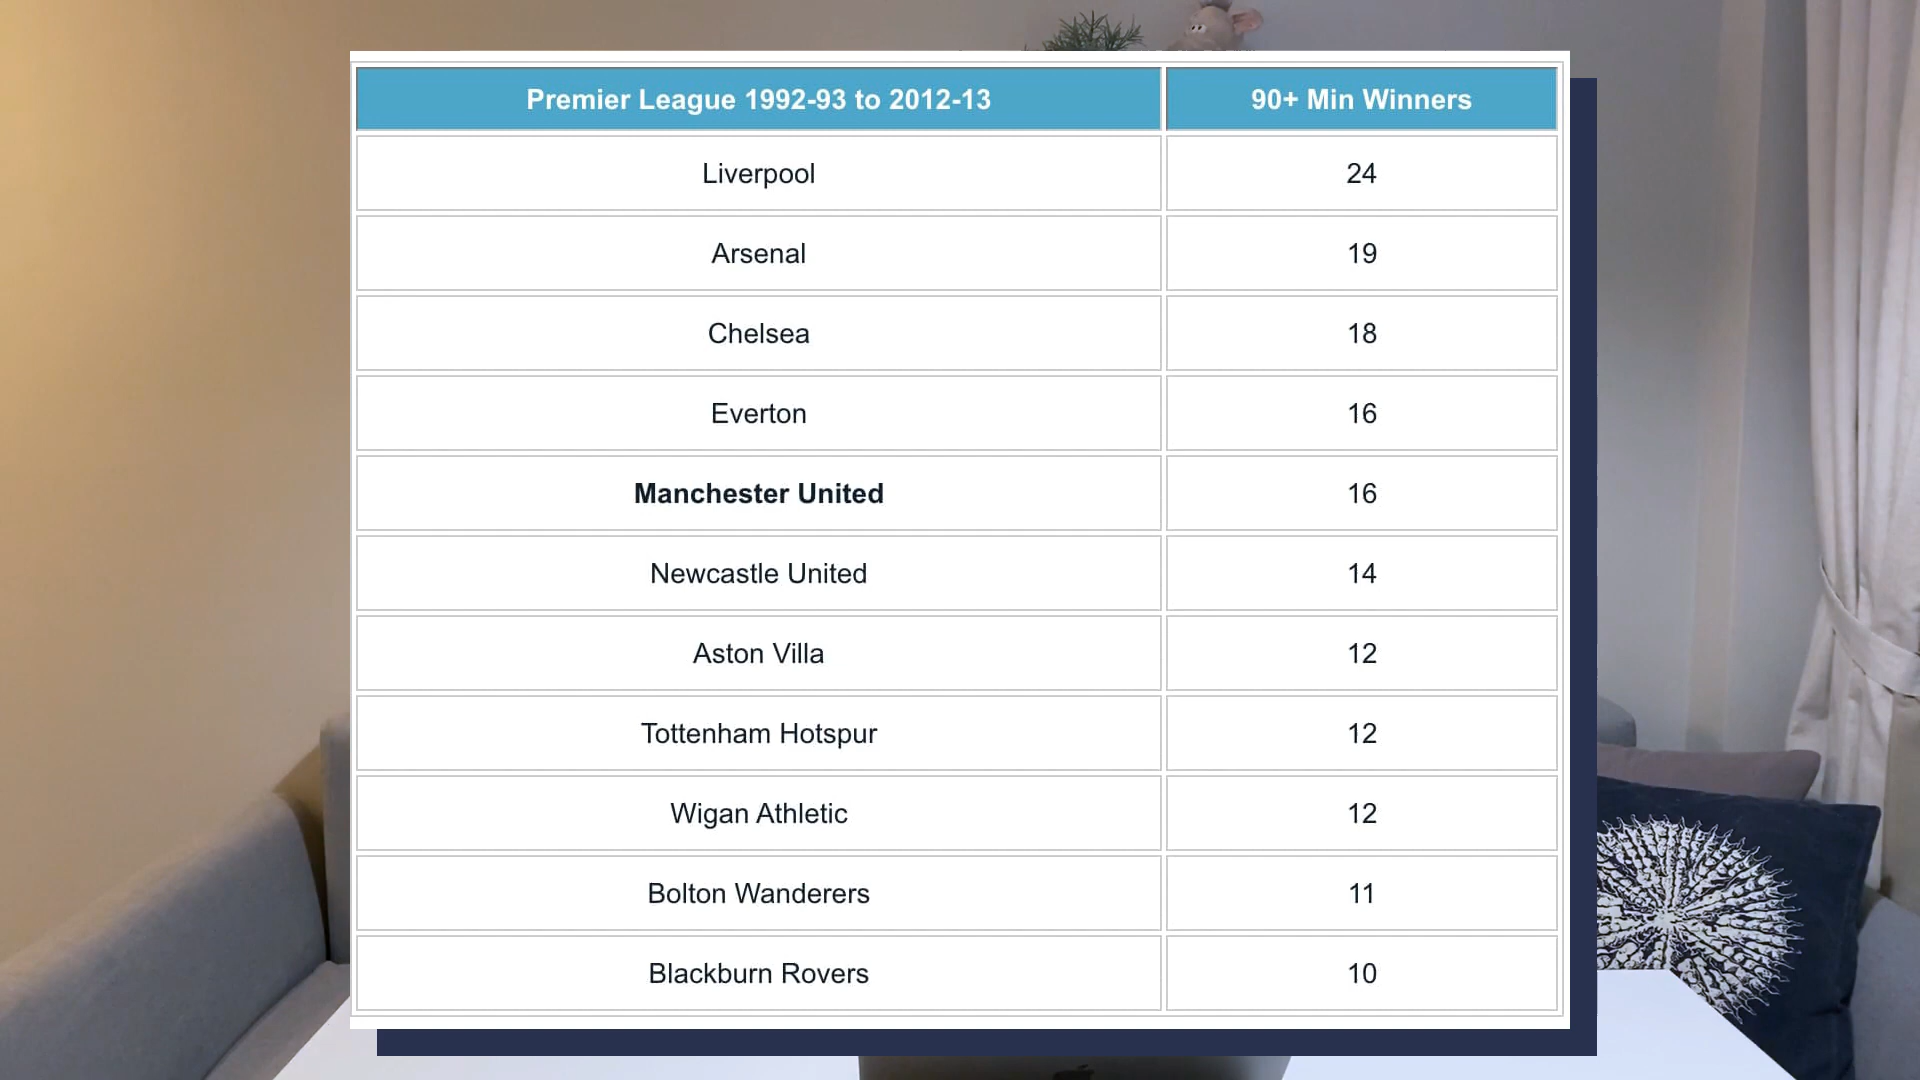 Premier League 1992-93 to 2012-13 90+ Min Winners
Liverpool 24
Arsenal 19
Chelsea 18
Everton 16
Manchester United 16
Newcastle United 14
Aston Villa 12
Tottenham Hotspur 12
Wigan Athletic 12
Bolton Wanderers 11
Blackburn Rovers 10